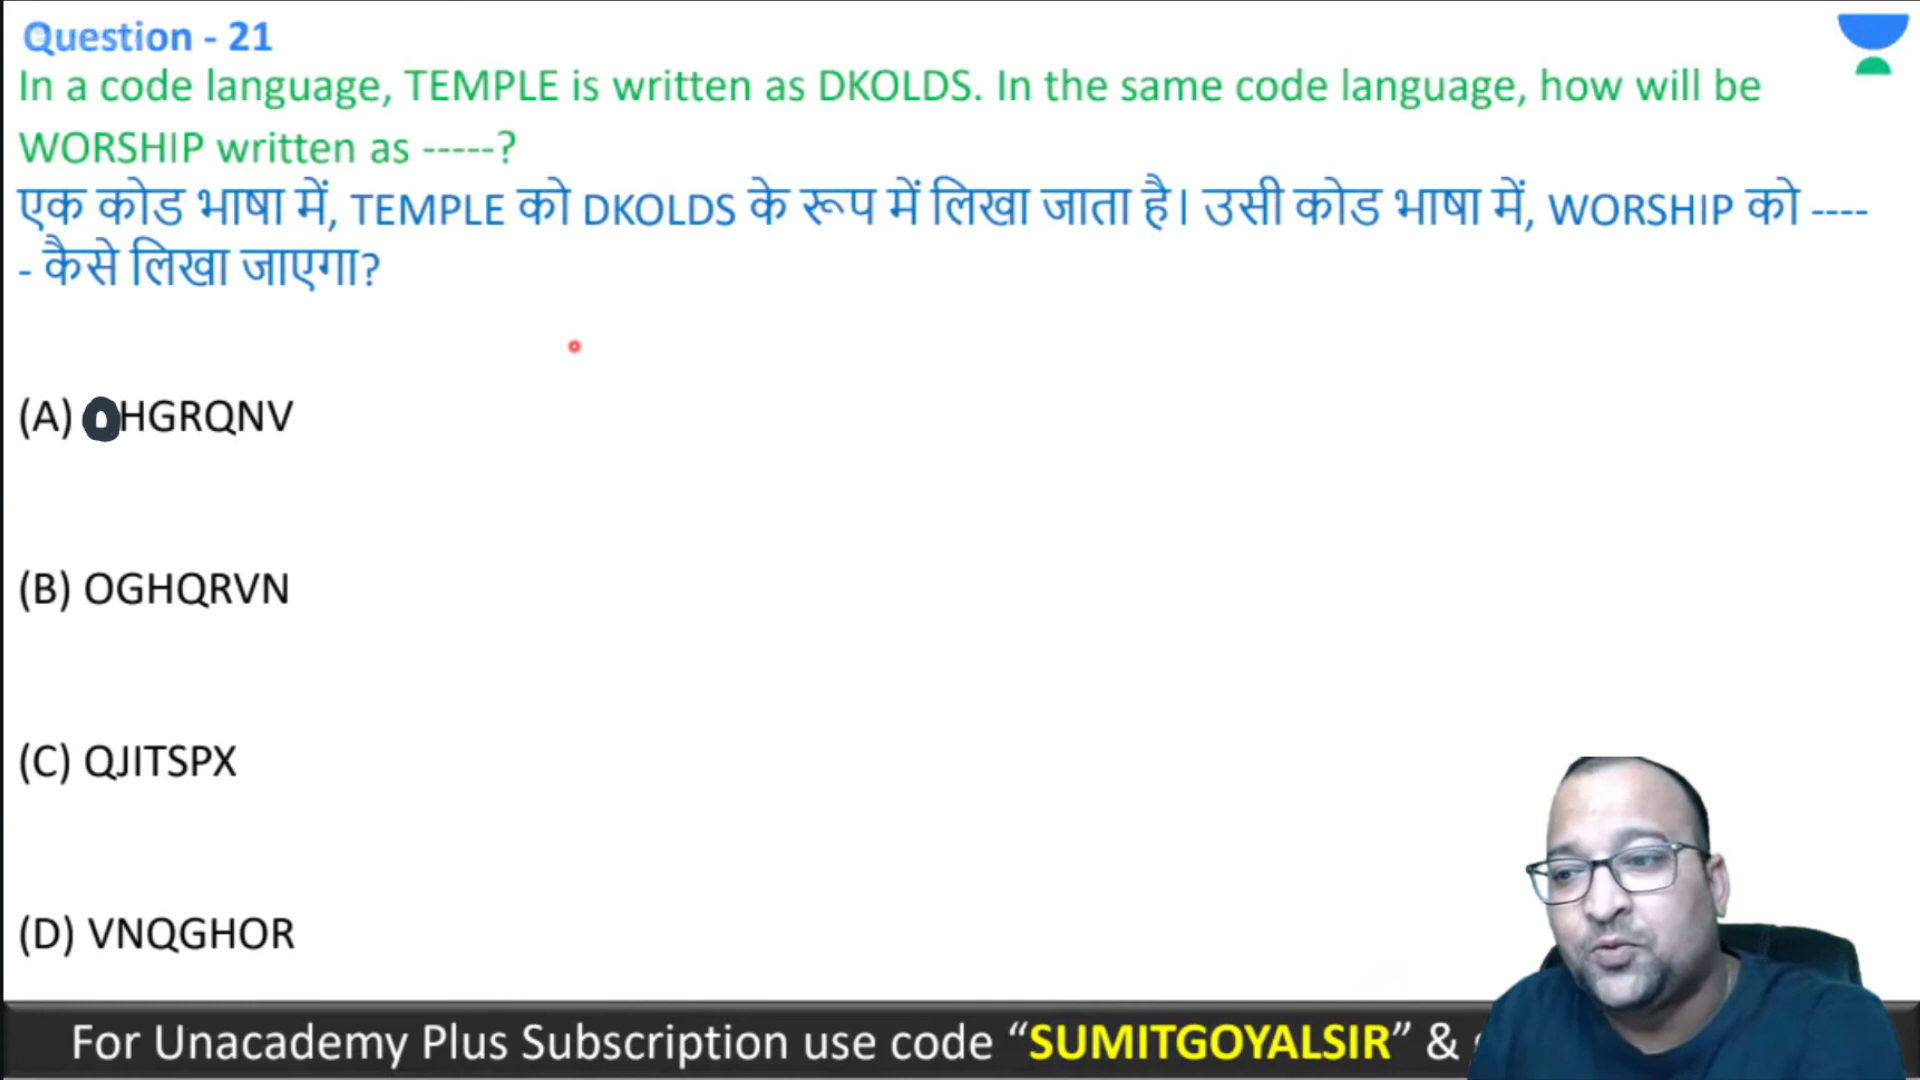 Question - 21
In a code language, TEMPLE is written as DKOLDS. In the same code language, how will be
WORSHIP written as -----?
एक कोड भाषा में, TEMPLE को DKOLDS के रूप में लिखा जाता है। उसी कोड भाषा में, WORSHIP को ----
- कैसे लिखा जाएगा?
(A) OHGRQNV
(B) OGHQRVN
(C) QJITSPX
(D) VNQGHOR
For Unacademy Plus Subscription use code “SUMITGOYALSIR” &